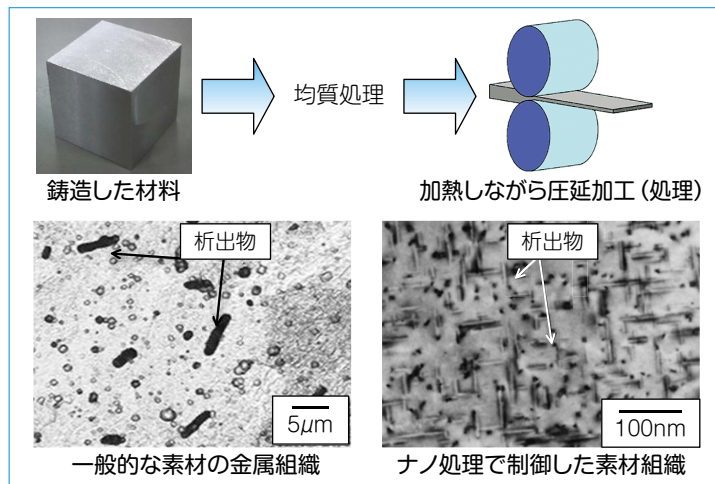 均質処理
鋳造した材料
加熱しながら圧延加工（処理）
析出物
析出物
5μm
100nm
一般的な素材の金属組織
ナノ処理で制御した素材組織